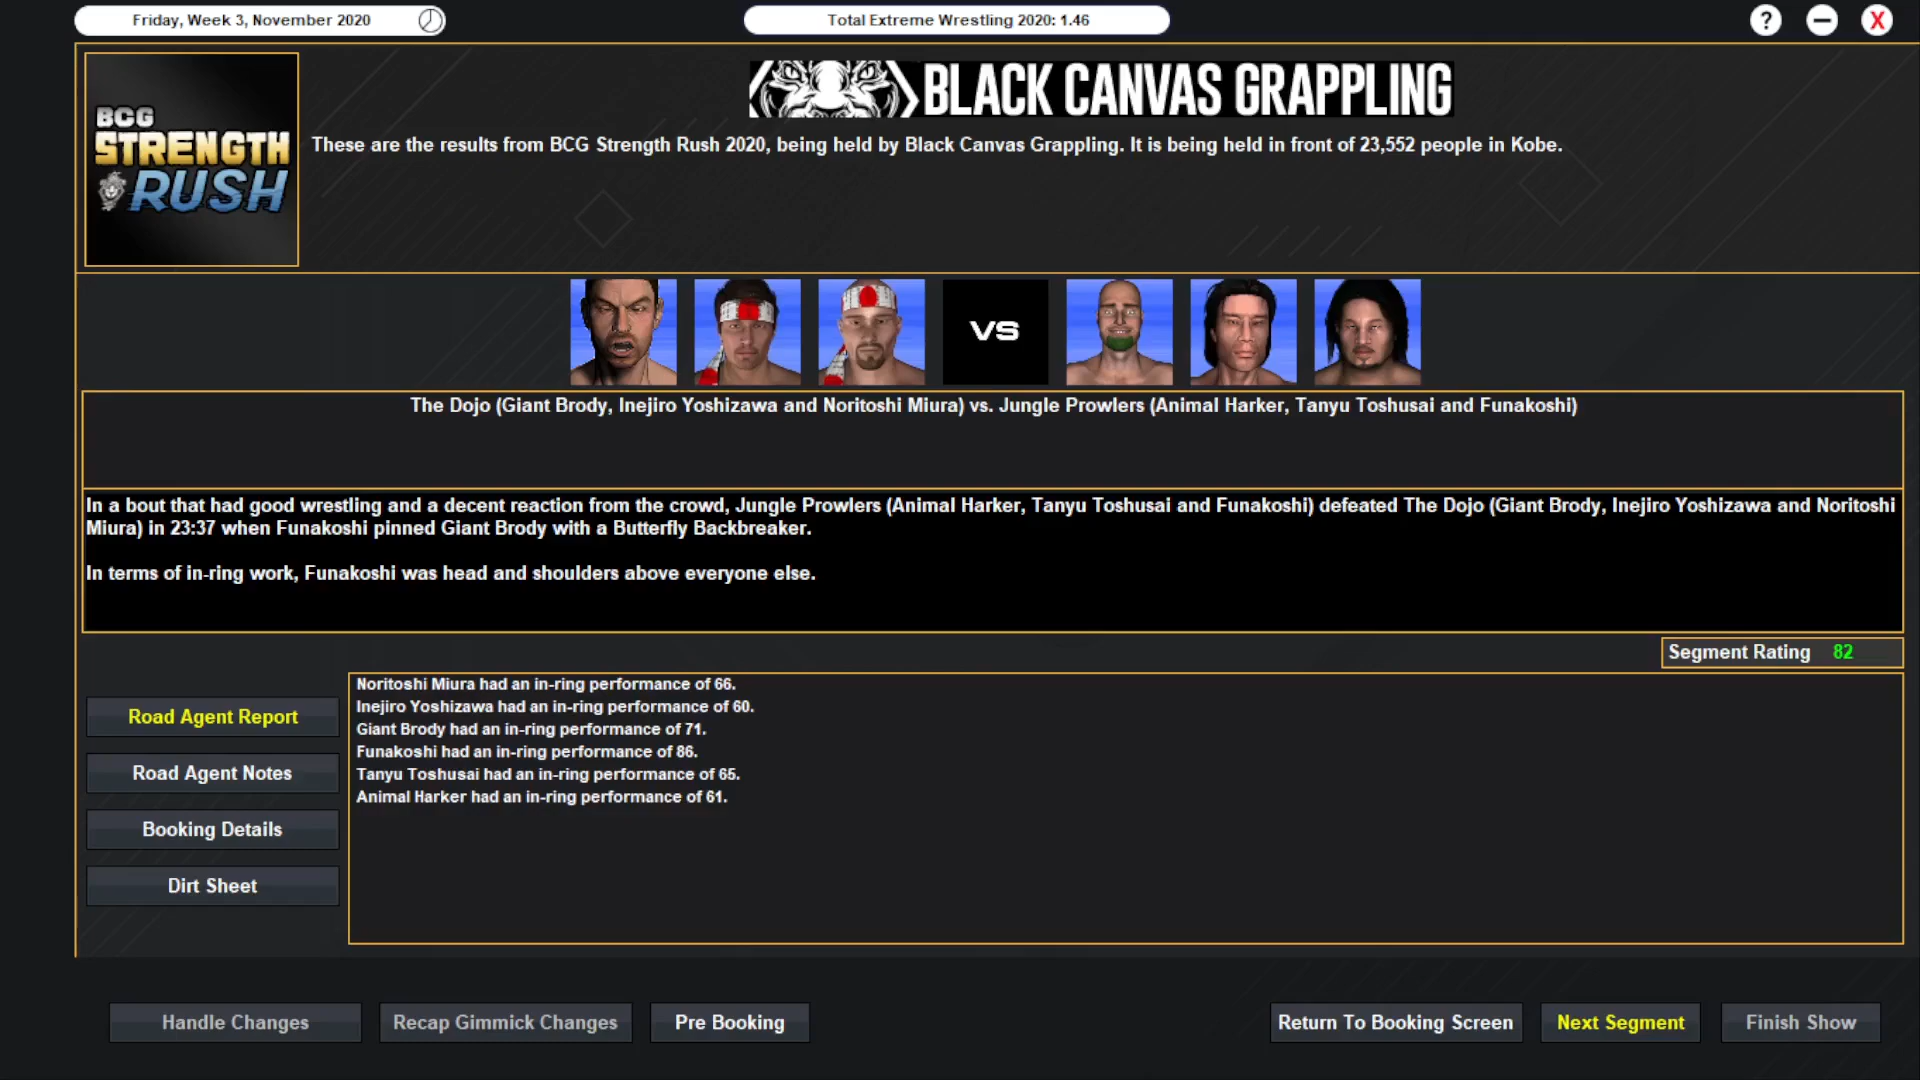 Friday, Week 3, November 2020
Total Extreme Wrestling 2020: 1.46
?
X
BCG
STRENGTH
RUSH
BLACK CANVAS GRAPPLING
These are the results from BCG Strength Rush 2020, being held by Black Canvas Grappling. It is being held in front of 23,552 people in Kobe.
VS
The Dojo (Giant Brody, Inejiro Yoshizawa and Noritoshi Miura) vs. Jungle Prowlers (Animal Harker, Tanyu Toshusai and Funakoshi)
In a bout that had good wrestling and a decent reaction from the crowd, Jungle Prowlers (Animal Harker, Tanyu Toshusai and Funakoshi) defeated The Dojo (Giant Brody, Inejiro Yoshizawa and Noritoshi
Miura) in 23:37 when Funakoshi pinned Giant Brody with a Butterfly Backbreaker.
In terms of in-ring work, Funakoshi was head and shoulders above everyone else.
Segment Rating 82
Road Agent Report
Road Agent Notes
Booking Details
Dirt Sheet
Noritoshi Miura had an in-ring performance of 66.
Inejiro Yoshizawa had an in-ring performance of 60.
Giant Brody had an in-ring performance of 71.
Funakoshi had an in-ring performance of 86.
Tanyu Toshusai had an in-ring performance of 65.
Animal Harker had an in-ring performance of 61.
Handle Changes
Recap Gimmick Changes
Pre Booking
Return To Booking Screen
Next Segment
Finish Show